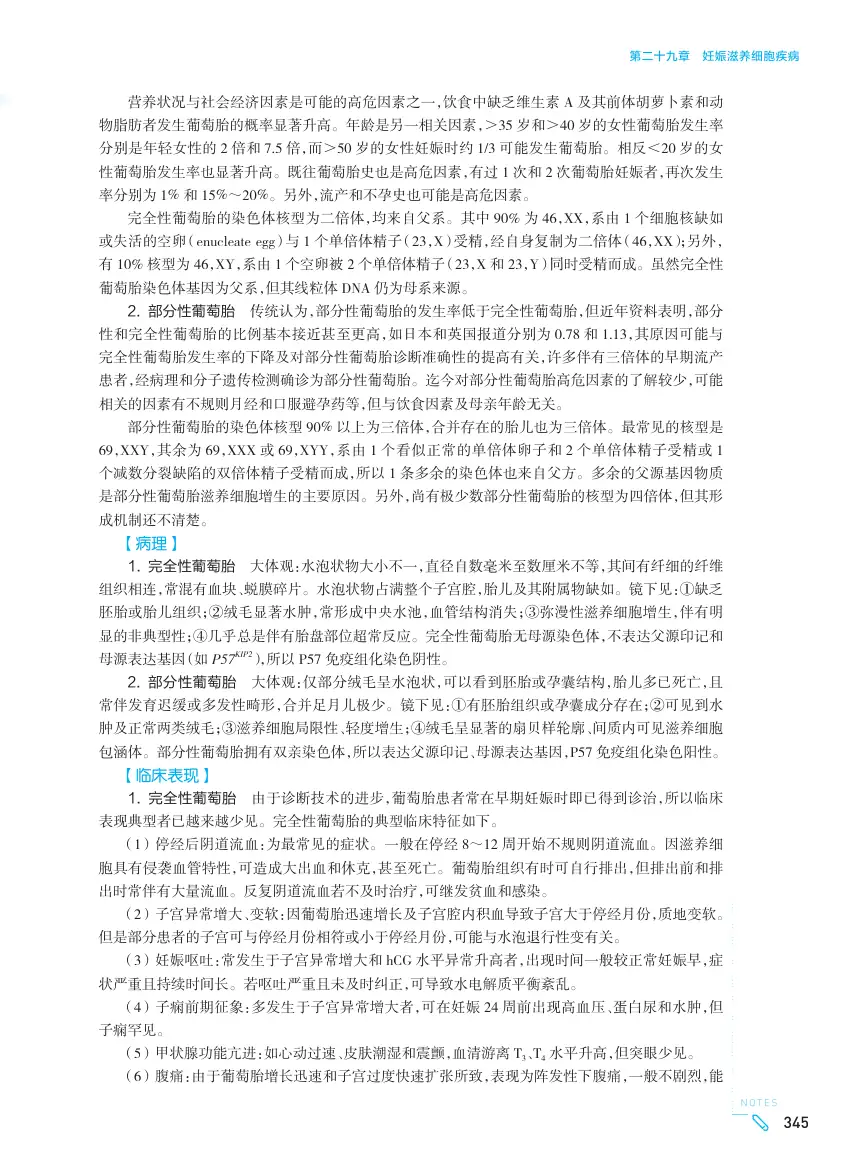 第二十九章 妊娠滋养细胞疾病
营养状况与社会经济因素是可能的高危因素之一,饮食中缺乏维生素 A 及其前体胡萝卜素和动
物脂肪者发生葡萄胎的概率显著升高。年龄是另一相关因素,>35 岁和>40 岁的女性葡萄胎发生率
分别是年轻女性的 2 倍和 7.5 倍,而>50 岁的女性妊娠时约 1/3 可能发生葡萄胎。相反<20 岁的女
性葡萄胎发生率也显著升高。既往葡萄胎史也是高危因素,有过 1 次和 2 次葡萄胎妊娠者,再次发生
率分别为 1% 和 15%~20%。另外,流产和不孕史也可能是高危因素。
完全性葡萄胎的染色体核型为二倍体,均来自父系。其中 90% 为 46,XX,系由 1 个细胞核缺如
或失活的空卵(enucleate egg)与 1 个单倍体精子(23,X)受精,经自身复制为二倍体(46,XX);另外,
有 10% 核型为 46,XY,系由 1 个空卵被 2 个单倍体精子(23,X 和 23,Y)同时受精而成。虽然完全性
葡萄胎染色体基因为父系,但其线粒体 DNA 仍为母系来源。
2. 部分性葡萄胎 传统认为,部分性葡萄胎的发生率低于完全性葡萄胎,但近年资料表明,部分
性和完全性葡萄胎的比例基本接近甚至更高,如日本和英国报道分别为 0.78 和 1.13,其原因可能与
完全性葡萄胎发生率的下降及对部分性葡萄胎诊断准确性的提高有关,许多伴有三倍体的早期流产
患者,经病理和分子遗传检测确诊为部分性葡萄胎。迄今对部分性葡萄胎高危因素的了解较少,可能
相关的因素有不规则月经和口服避孕药等,但与饮食因素及母亲年龄无关。
部分性葡萄胎的染色体核型 90% 以上为三倍体,合并存在的胎儿也为三倍体。最常见的核型是
69,XXY,其余为 69,XXX 或 69,XYY,系由 1 个看似正常的单倍体卵子和 2 个单倍体精子受精或 1
个减数分裂缺陷的双倍体精子受精而成,所以 1 条多余的染色体也来自父方。多余的父源基因物质
是部分性葡萄胎滋养细胞增生的主要原因。另外,尚有极少数部分性葡萄胎的核型为四倍体,但其形
成机制还不清楚。
【病理】
1. 完全性葡萄胎 大体观:水泡状物大小不一,直径自数毫米至数厘米不等,其间有纤细的纤维
组织相连,常混有血块、蜕膜碎片。水泡状物占满整个子宫腔,胎儿及其附属物缺如。镜下见:①缺乏
胚胎或胎儿组织;②绒毛显著水肿,常形成中央水池,血管结构消失;③弥漫性滋养细胞增生,伴有明
显的非典型性;④几乎总是伴有胎盘部位超常反应。完全性葡萄胎无母源染色体,不表达父源印记和
母源表达基因(如 P57KIP2),所以 P57 免疫组化染色阴性。
2. 部分性葡萄胎 大体观:仅部分绒毛呈水泡状,可以看到胚胎或孕囊结构,胎儿多已死亡,且
常伴发育迟缓或多发性畸形,合并足月儿极少。镜下见:①有胚胎组织或孕囊成分存在;②可见到水
肿及正常两类绒毛;③滋养细胞局限性、轻度增生;④绒毛呈显著的扇贝样轮廓、间质内可见滋养细胞
包涵体。部分性葡萄胎拥有双亲染色体,所以表达父源印记、母源表达基因,P57 免疫组化染色阳性。
【临床表现】
1. 完全性葡萄胎 由于诊断技术的进步,葡萄胎患者常在早期妊娠时即已得到诊治,所以临床
表现典型者已越来越少见。完全性葡萄胎的典型临床特征如下。
(1)停经后阴道流血:为最常见的症状。一般在停经 8~12 周开始不规则阴道流血。因滋养细
胞具有侵袭血管特性,可造成大出血和休克,甚至死亡。葡萄胎组织有时可自行排出,但排出前和排
出时常伴有大量流血。反复阴道流血若不及时治疗,可继发贫血和感染。
(2)子宫异常增大、变软:因葡萄胎迅速增长及子宫腔内积血导致子宫大于停经月份,质地变软。
但是部分患者的子宫可与停经月份相符或小于停经月份,可能与水泡退行性变有关。
(3)妊娠呕吐:常发生于子宫异常增大和 hCG 水平异常升高者,出现时间一般较正常妊娠早,症
状严重且持续时间长。若呕吐严重且未及时纠正,可导致水电解质平衡紊乱。
(4)子痫前期征象:多发生于子宫异常增大者,可在妊娠 24 周前出现高血压、蛋白尿和水肿,但
子痫罕见。
(5)甲状腺功能亢进:如心动过速、皮肤潮湿和震颤,血清游离 T3、T4 水平升高,但突眼少见。
(6)腹痛:由于葡萄胎增长迅速和子宫过度快速扩张所致,表现为阵发性下腹痛,一般不剧烈,能
NOTES
345